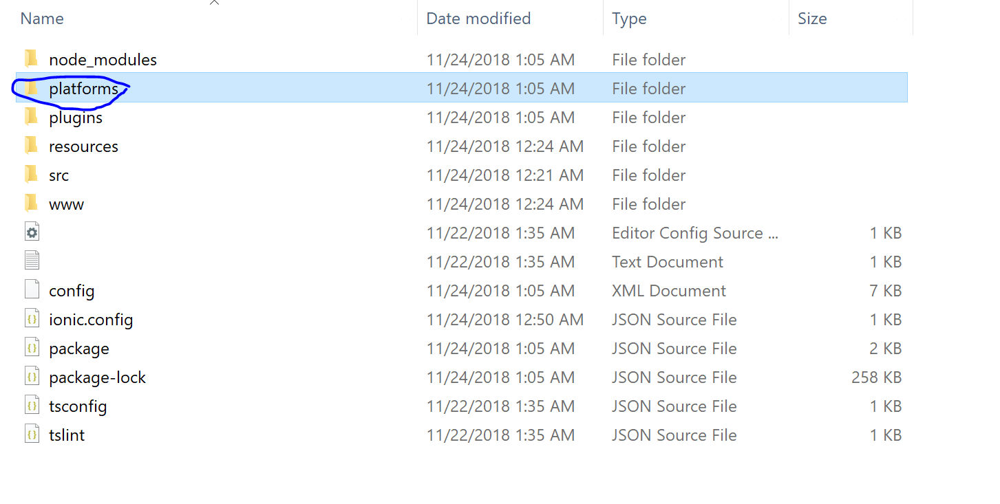 Name Date modified Type Size
node_modules 11/24/2018 1:05 AM File folder
platforms 11/24/2018 1:05 AM File folder
plugins 11/24/2018 1:05 AM File folder
resources 11/24/2018 12:24 AM File folder
src 11/24/2018 12:21 AM File folder
www 11/24/2018 12:24 AM File folder
11/22/2018 1:35 AM Editor Config Source ... 1 KB
11/22/2018 1:35 AM Text Document 1 KB
config 11/24/2018 1:05 AM XML Document 7 KB
ionic.config 11/24/2018 12:50 AM JSON Source File 1 KB
package 11/24/2018 1:05 AM JSON Source File 2 KB
package-lock 11/24/2018 1:05 AM JSON Source File 258 KB
tsconfig 11/22/2018 1:35 AM JSON Source File 1 KB
tslint 11/22/2018 1:35 AM JSON Source File 1 KB